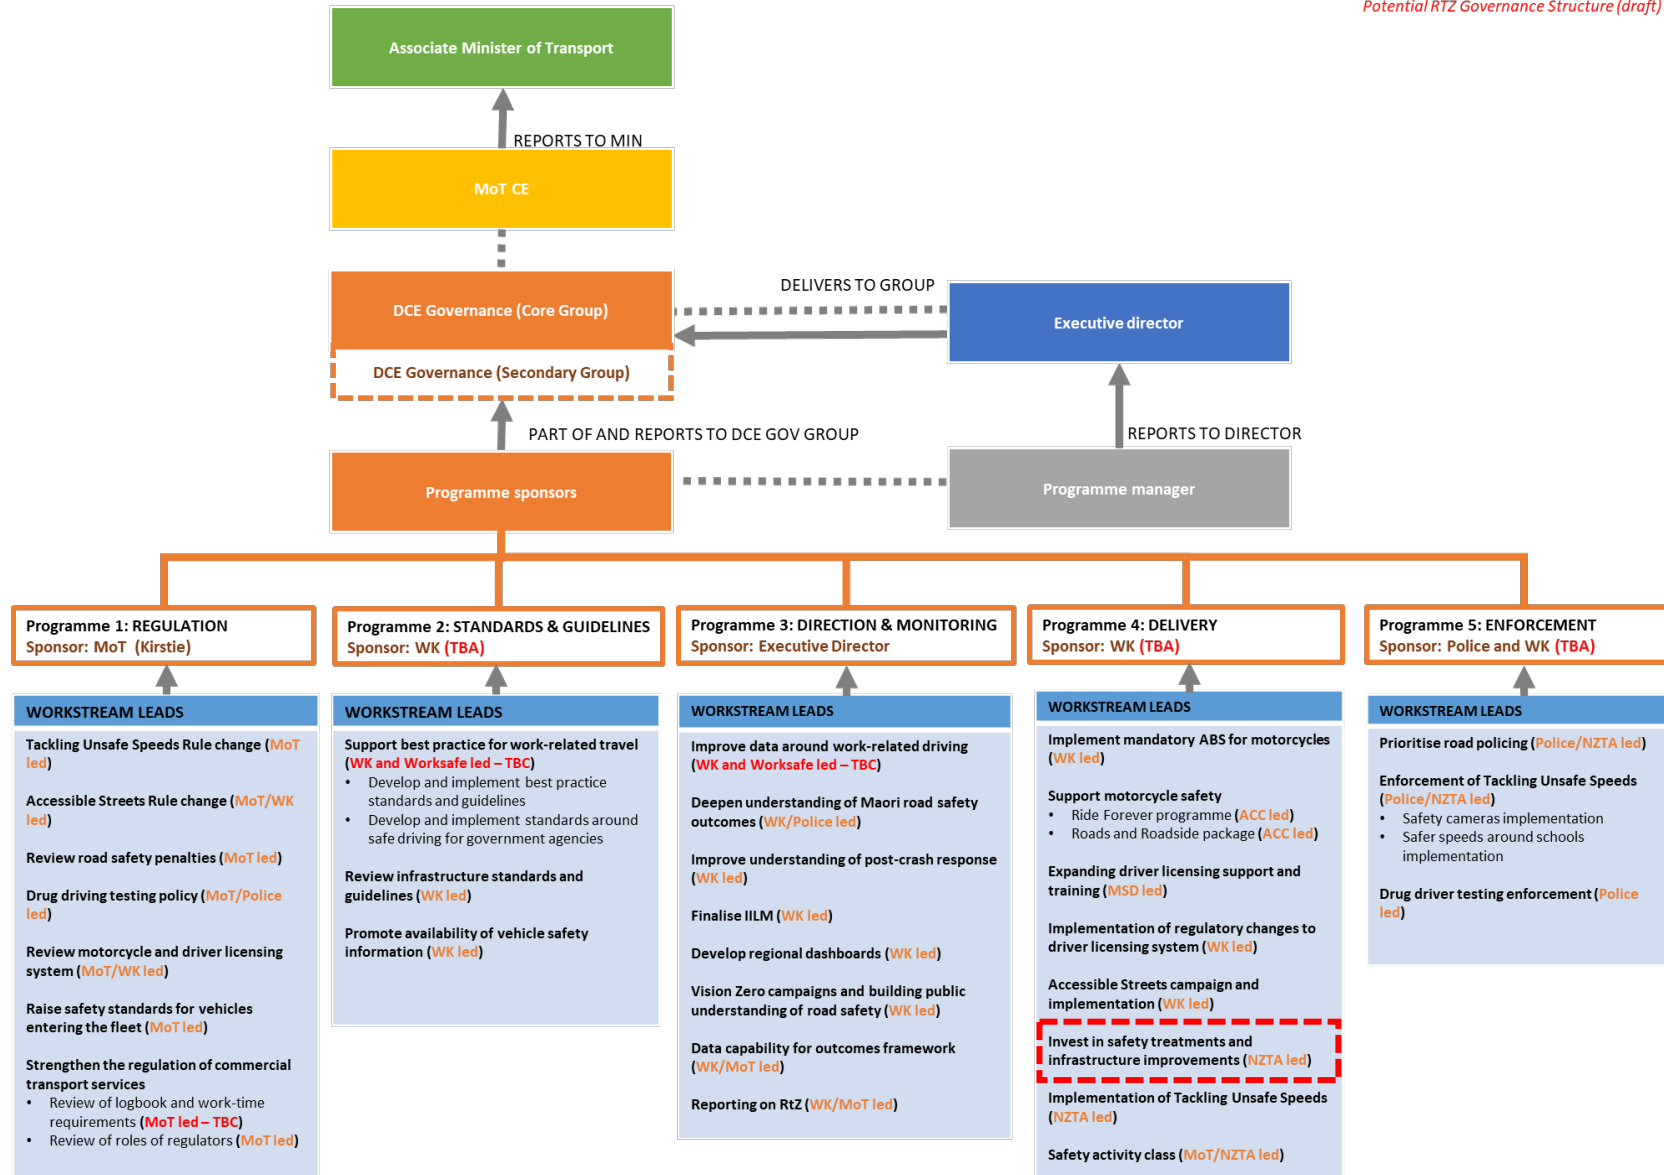 Potential RTZ Governance Structure (draft)
Associate Minister of Transport
REPORTS TO MIN
MoT CE
DCE Governance (Core Group)
DELIVERS TO GROUP
Executive director
DCE Governance (Secondary Group)
PART OF AND REPORTS TO DCE GOV GROUP
REPORTS TO DIRECTOR
Programme sponsors
Programme manager
Programme 1: REGULATION
Sponsor: MoT (Kirstie)
WORKSTREAM LEADS
Tackling Unsafe Speeds Rule change (MoT
led)
Accessible Streets Rule change (MoT/WK
led)
Review road safety penalties (MoT led)
Drug driving testing policy (MoT/Police
led)
Review motorcycle and driver licensing
system (MoT/WK led)
Raise safety standards for vehicles
entering the fleet (MoT led)
Strengthen the regulation of commercial
transport services
• Review of logbook and work-time
requirements (MoT led – TBC)
• Review of roles of regulators (MoT led)
Programme 2: STANDARDS & GUIDELINES
Sponsor: WK (TBA)
WORKSTREAM LEADS
Support best practice for work-related travel
(WK and Worksafe led – TBC)
• Develop and implement best practice
standards and guidelines
• Develop and implement standards around
safe driving for government agencies
Review infrastructure standards and
guidelines (WK led)
Promote availability of vehicle safety
information (WK led)
Programme 3: DIRECTION & MONITORING
Sponsor: Executive Director
WORKSTREAM LEADS
Improve data around work-related driving
(WK and Worksafe led – TBC)
Deepen understanding of Maori road safety
outcomes (WK/Police led)
Improve understanding of post-crash response
(WK led)
Finalise IILM (WK led)
Develop regional dashboards (WK led)
Vision Zero campaigns and building public
understanding of road safety (WK led)
Data capability for outcomes framework
(WK/MoT led)
Reporting on RtZ (WK/MoT led)
Programme 4: DELIVERY
Sponsor: WK (TBA)
WORKSTREAM LEADS
Implement mandatory ABS for motorcycles
(WK led)
Support motorcycle safety
• Ride Forever programme (ACC led)
• Roads and Roadside package (ACC led)
Expanding driver licensing support and
training (MSD led)
Implementation of regulatory changes to
driver licensing system (WK led)
Accessible Streets campaign and
implementation (WK led)
Invest in safety treatments and
infrastructure improvements (NZTA led)
Implementation of Tackling Unsafe Speeds
(NZTA led)
Safety activity class (MoT/NZTA led)
Programme 5: ENFORCEMENT
Sponsor: Police and WK (TBA)
WORKSTREAM LEADS
Prioritise road policing (Police/NZTA led)
Enforcement of Tackling Unsafe Speeds
(Police/NZTA led)
• Safety cameras implementation
• Safer speeds around schools
implementation
Drug driver testing enforcement (Police
led)